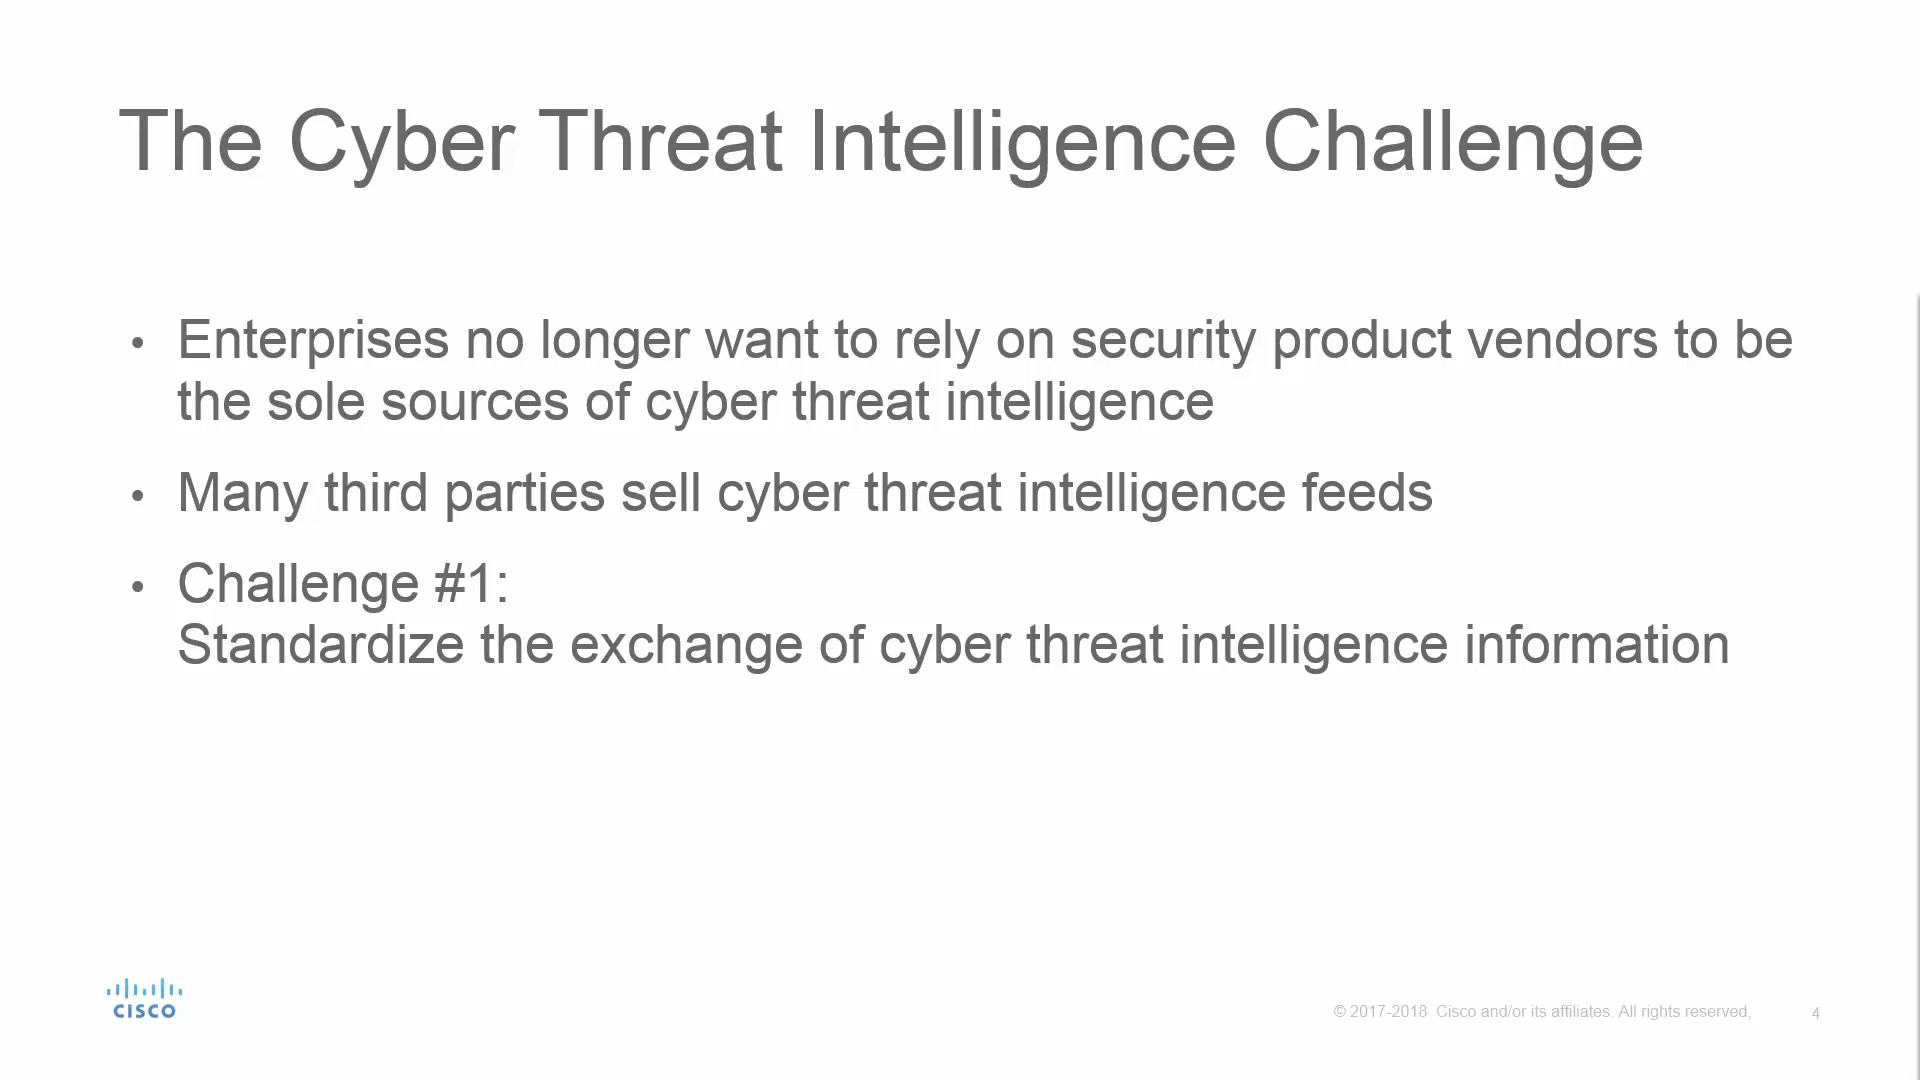 The Cyber Threat Intelligence Challenge
• Enterprises no longer want to rely on security product vendors to be
the sole sources of cyber threat intelligence
• Many third parties sell cyber threat intelligence feeds
• Challenge #1:
Standardize the exchange of cyber threat intelligence information
CISCO
© 2017-2018 Cisco and/or its affiliates. All rights reserved,
4